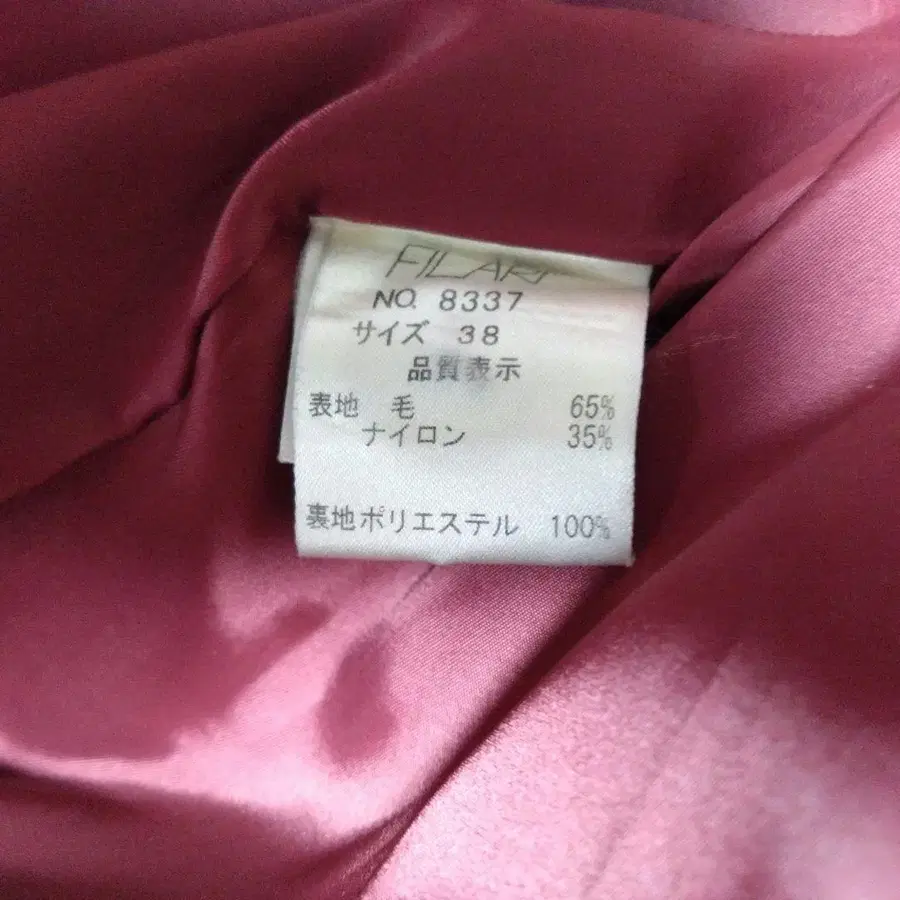 FILARI
NO. 8337
サイズ 38
品質表示
表地 毛 65%
ナイロン 35%
裏地ポリエステル 100%